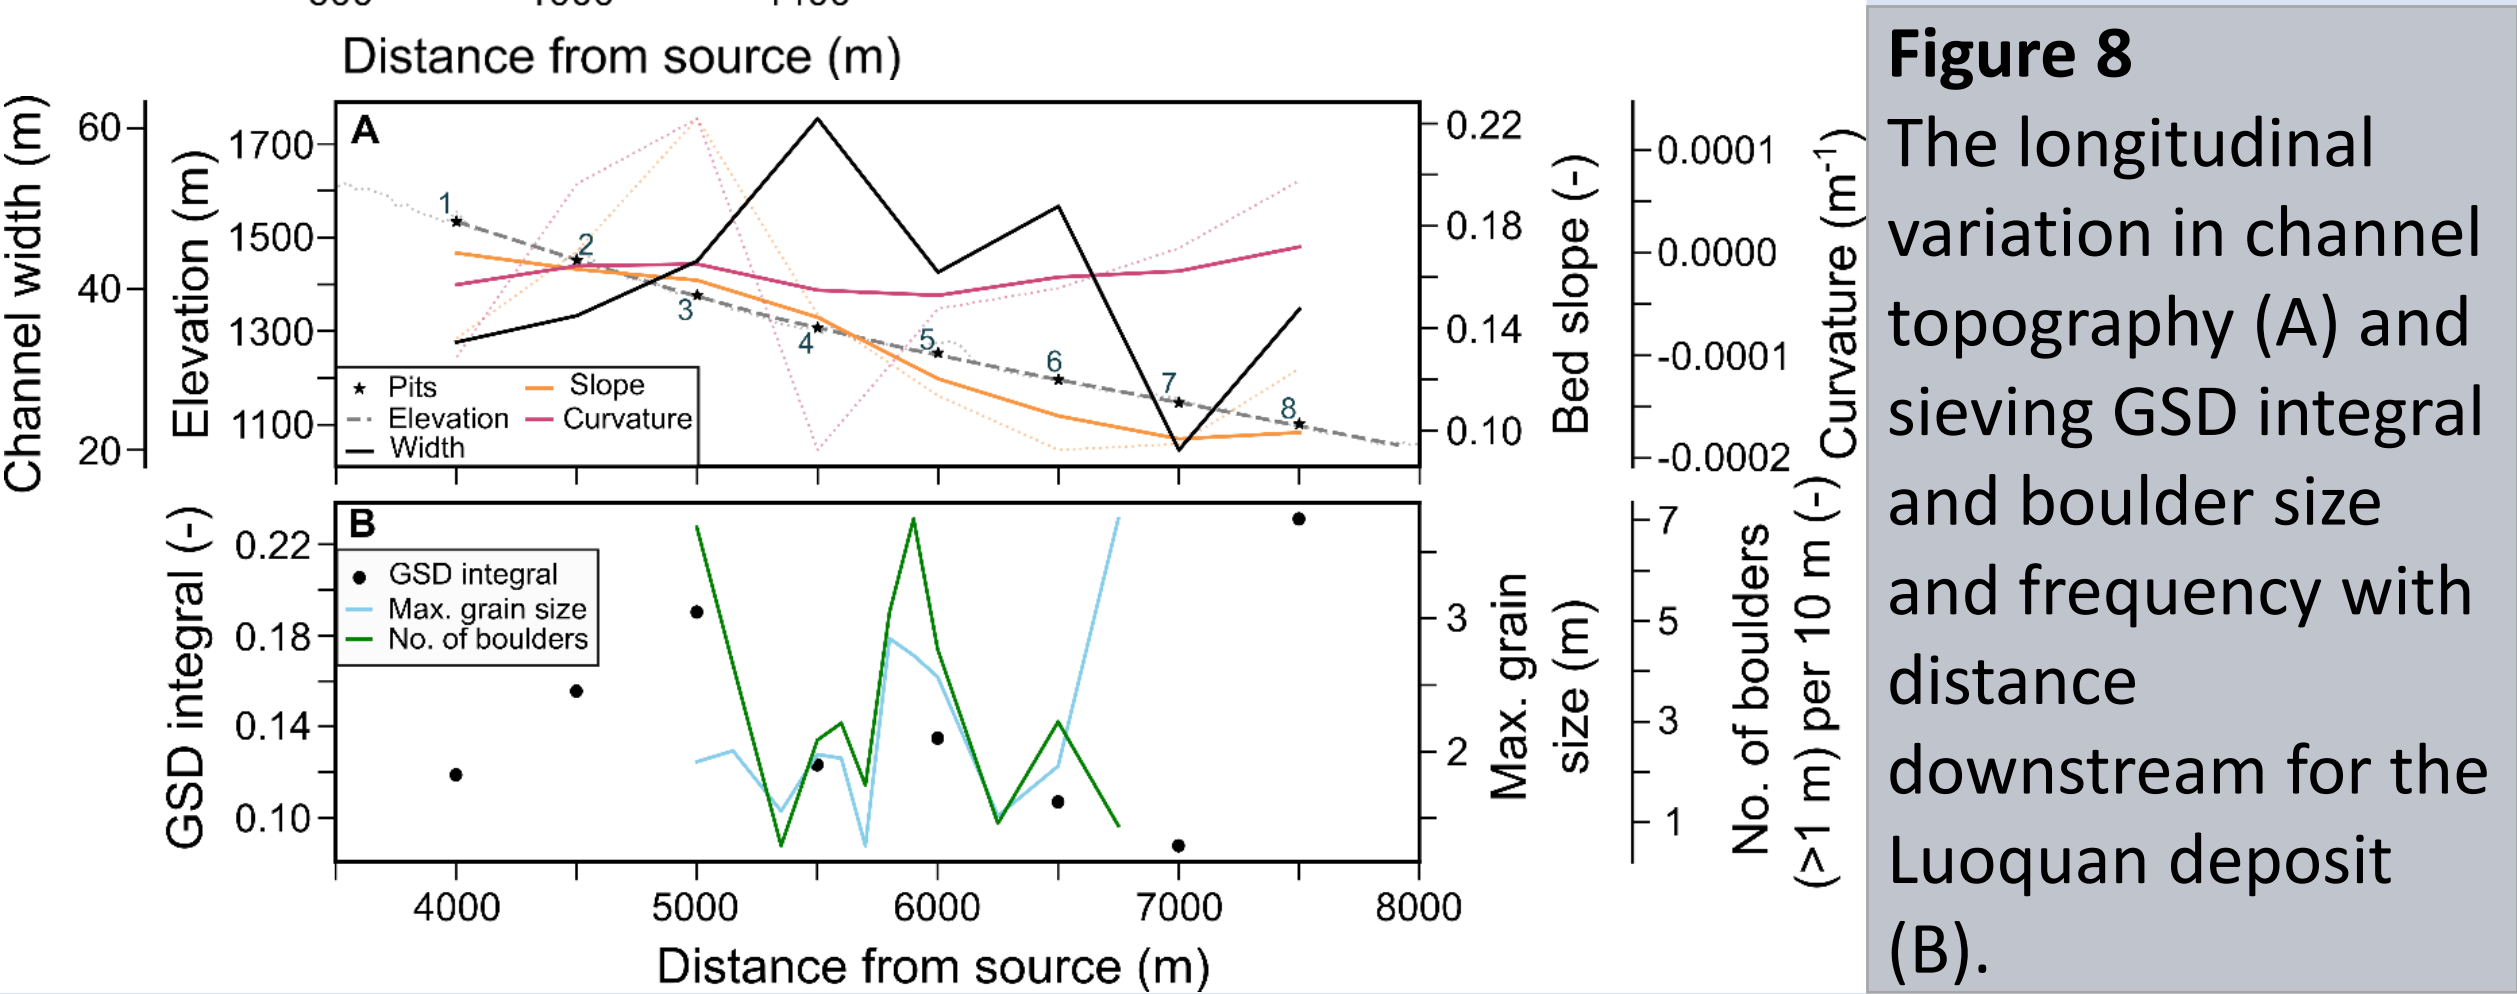 Distance from source (m)
Channel width (m)
60
40
20
Elevation (m)
1700
1500
1300
1100
A
1
2
3
4
5
6
7
8
Pits
Elevation
Width
Slope
Curvature
0.22
0.18
0.14
0.10
Bed slope (-)
0.0001
0.0000
-0.0001
-0.0002
Curvature (m-1)
GSD integral (-)
0.22
0.18
0.14
0.10
B
GSD integral
Max. grain size
No. of boulders
3
2
Max. grain
size (m)
7
5
3
1
No. of boulders
(>1 m) per 10 m (-)
4000 5000 6000 7000 8000
Distance from source (m)
Figure 8
The longitudinal
variation in channel
topography (A) and
sieving GSD integral
and boulder size
and frequency with
distance
downstream for the
Luoquan deposit
(B).